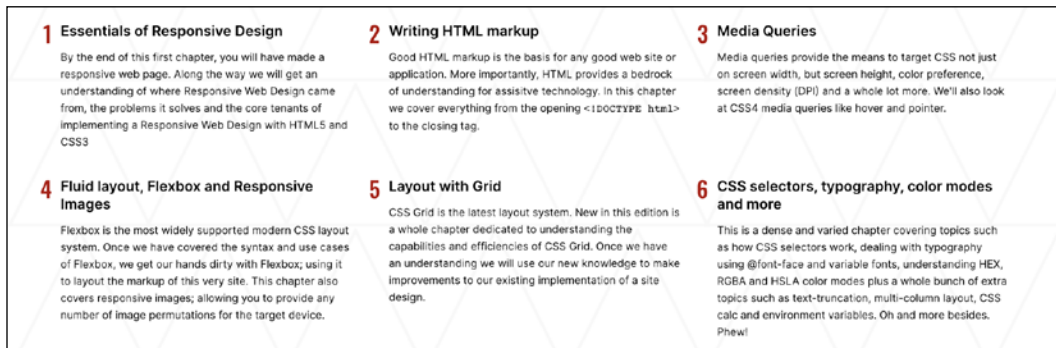 1 Essentials of Responsive Design
By the end of this first chapter, you will have made a
responsive web page. Along the way we will get an
understanding of where Responsive Web Design came
from, the problems it solves and the core tenants of
implementing a Responsive Web Design with HTML5 and
CSS3
2 Writing HTML markup
Good HTML markup is the basis for any good web site or
application. More importantly, HTML provides a bedrock
of understanding for assisitive technology. In this chapter
we cover everything from the opening <!DOCTYPE html>
to the closing tag.
3 Media Queries
Media queries provide the means to target CSS not just
on screen width, but screen height, color preference,
screen density (DPI) and a whole lot more. We'll also look
at CSS4 media queries like hover and pointer.
4 Fluid layout, Flexbox and Responsive
Images
Flexbox is the most widely supported modern CSS layout
system. Once we have covered the syntax and use cases
of Flexbox, we get our hands dirty with Flexbox; using it
to layout the markup of this very site. This chapter also
covers responsive images; allowing you to provide any
number of image permutations for the target device.
5 Layout with Grid
CSS Grid is the latest layout system. New in this edition is
a whole chapter dedicated to understanding the
capabilities and efficiencies of CSS Grid. Once we have
an understanding we will use our new knowledge to make
improvements to our existing implementation of a site
design.
6 CSS selectors, typography, color modes
and more
This is a dense and varied chapter covering topics such
as how CSS selectors work, dealing with typography
using @font-face and variable fonts, understanding HEX,
RGBA and HSLA color modes plus a whole bunch of extra
topics such as text-truncation, multi-column layout, CSS
calc and environment variables. Oh and more besides.
Phew!